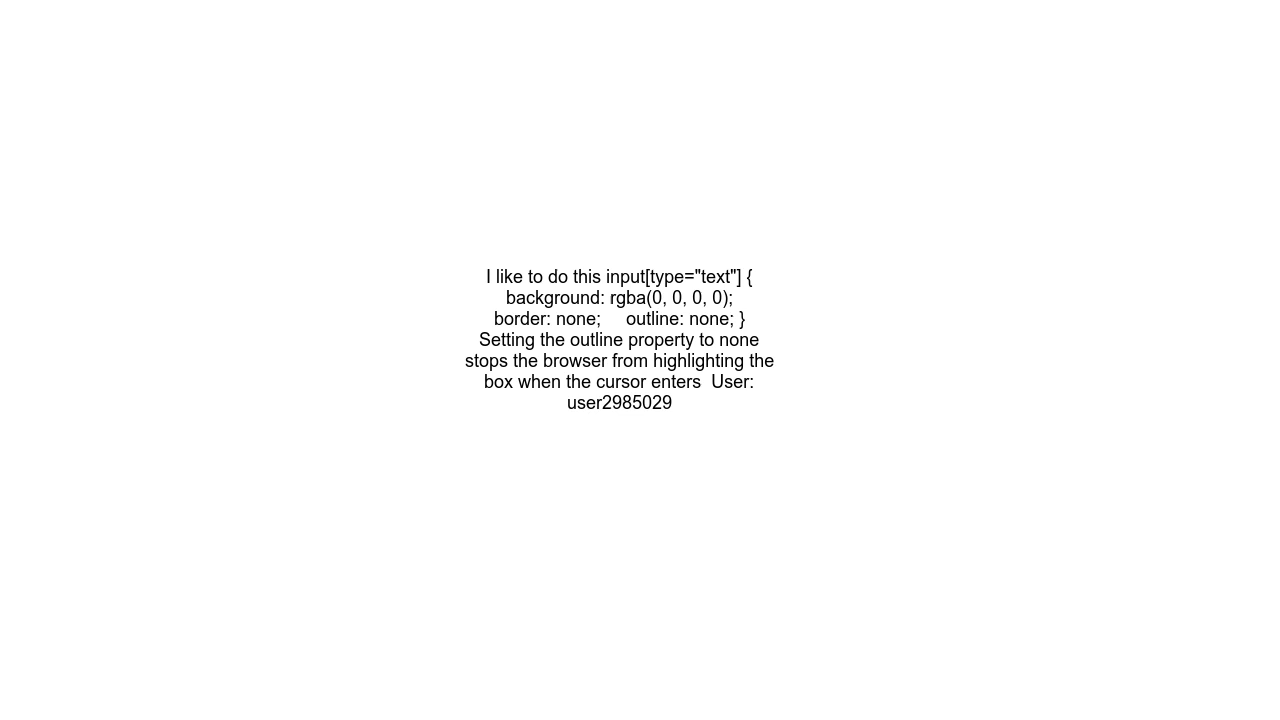 I like to do this input[type="text"] {
background: rgba(0, 0, 0, 0);
border: none;     outline: none; }
Setting the outline property to none
stops the browser from highlighting the
box when the cursor enters  User:
user2985029